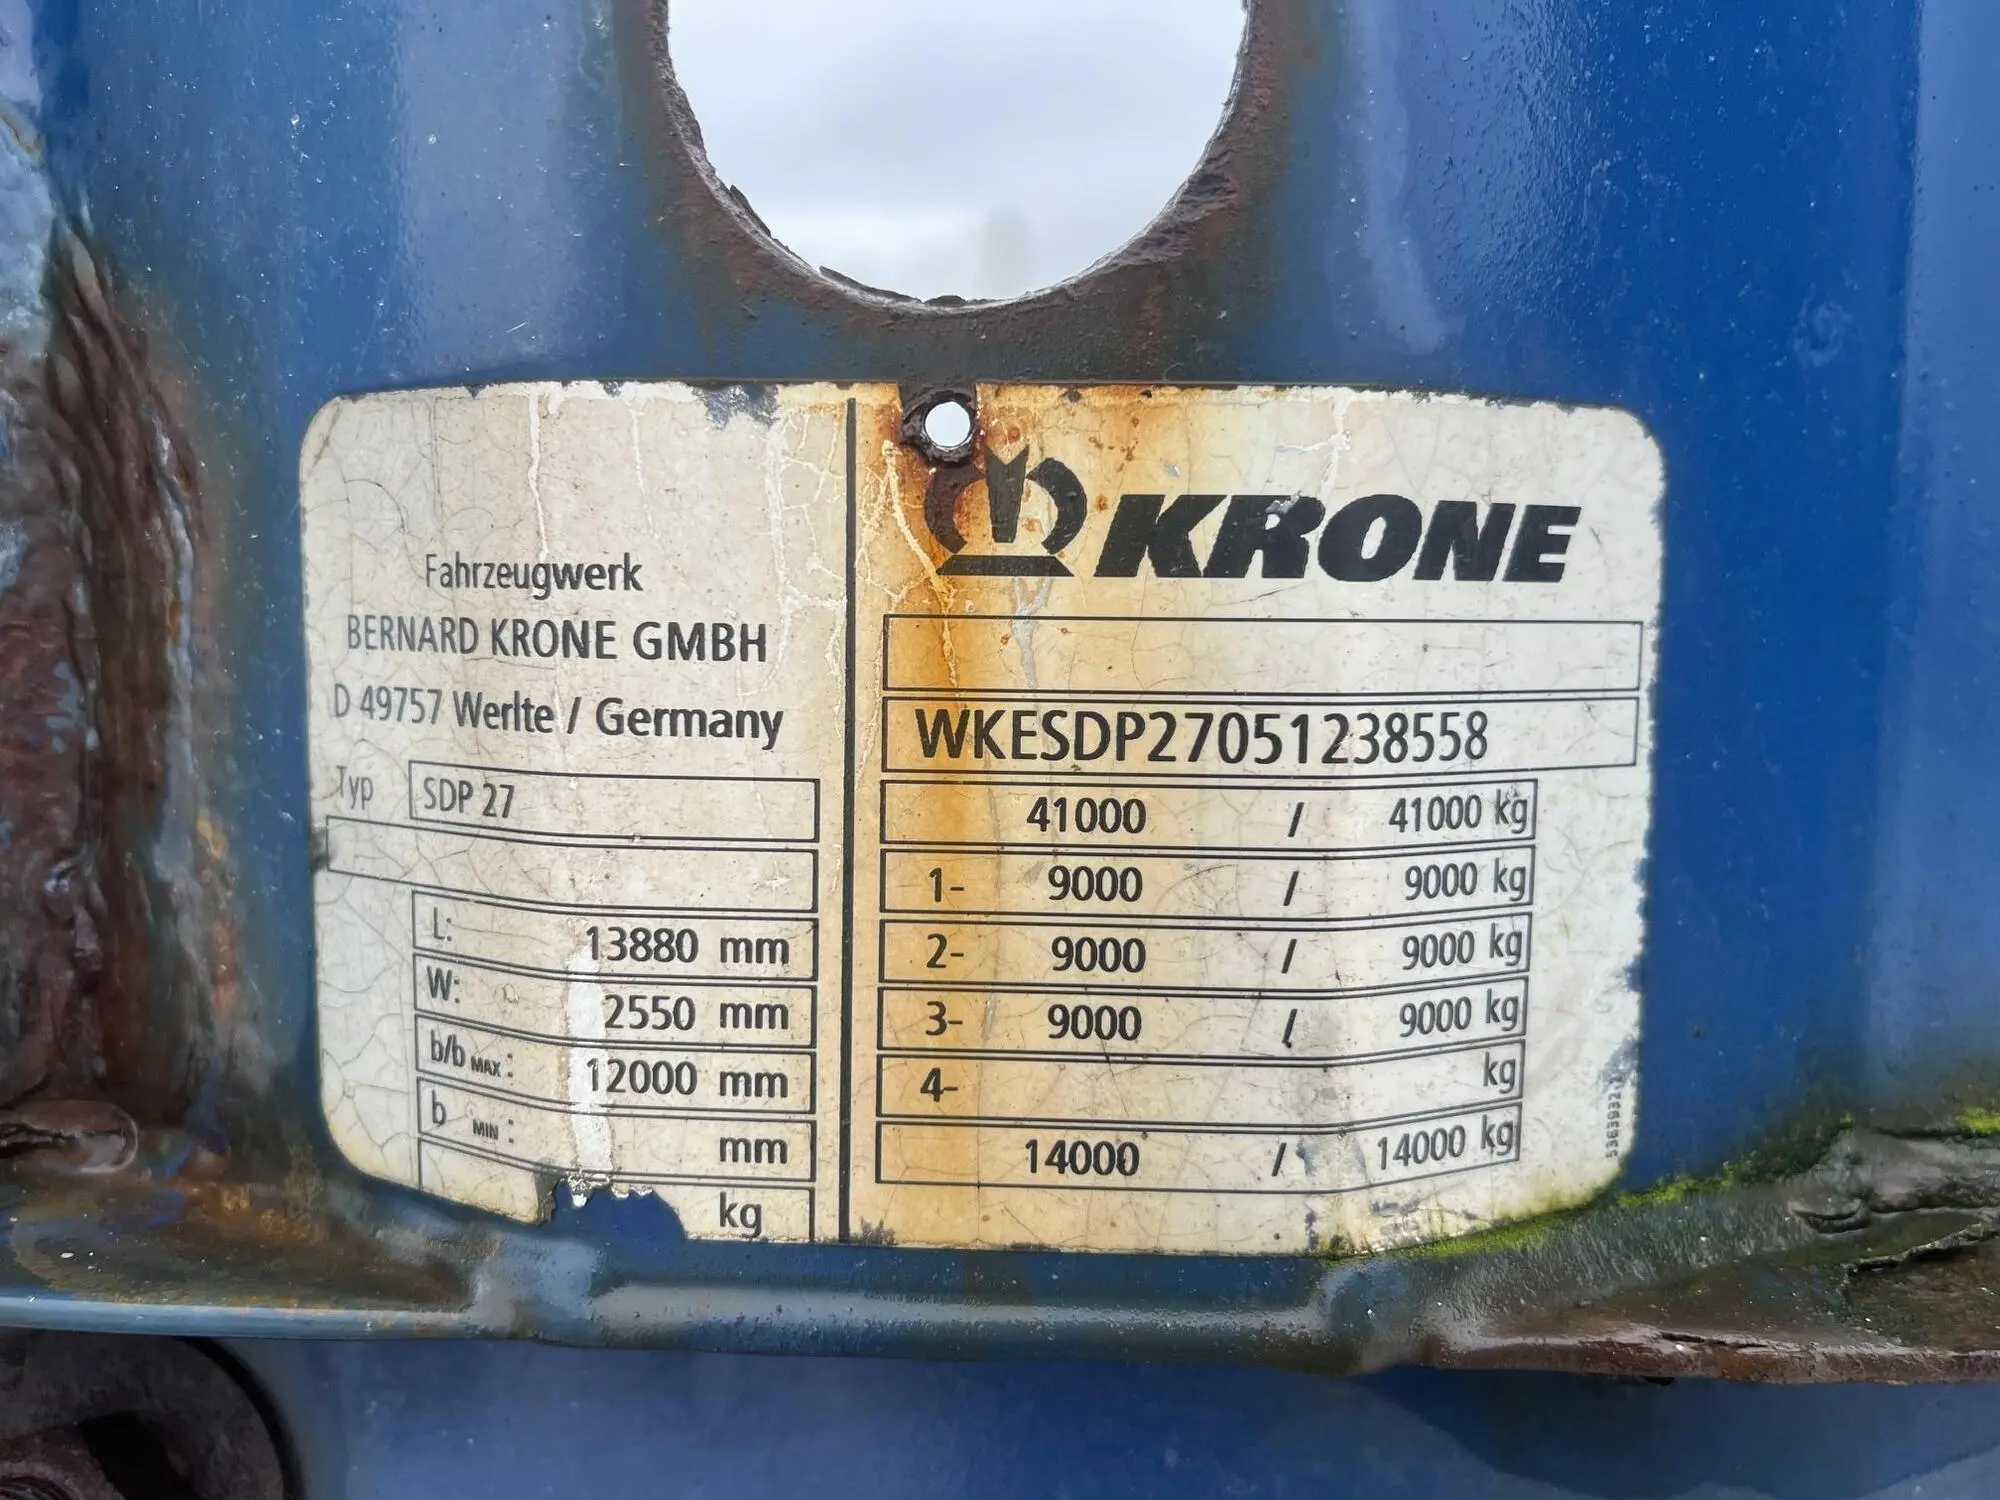 Fahrzeugwerk
BERNARD KRONE GMBH
D 49757 Werlte / Germany
Typ SDP 27
L: 13880 mm
W: 2550 mm
b/b MAX: 12000 mm
b MIN: mm
kg
KRONE
WKESDP27051238558
41000 / 41000 kg
1- 9000 / 9000 kg
2- 9000 / 9000 kg
3- 9000 / 9000 kg
4- kg
14000 / 14000 kg